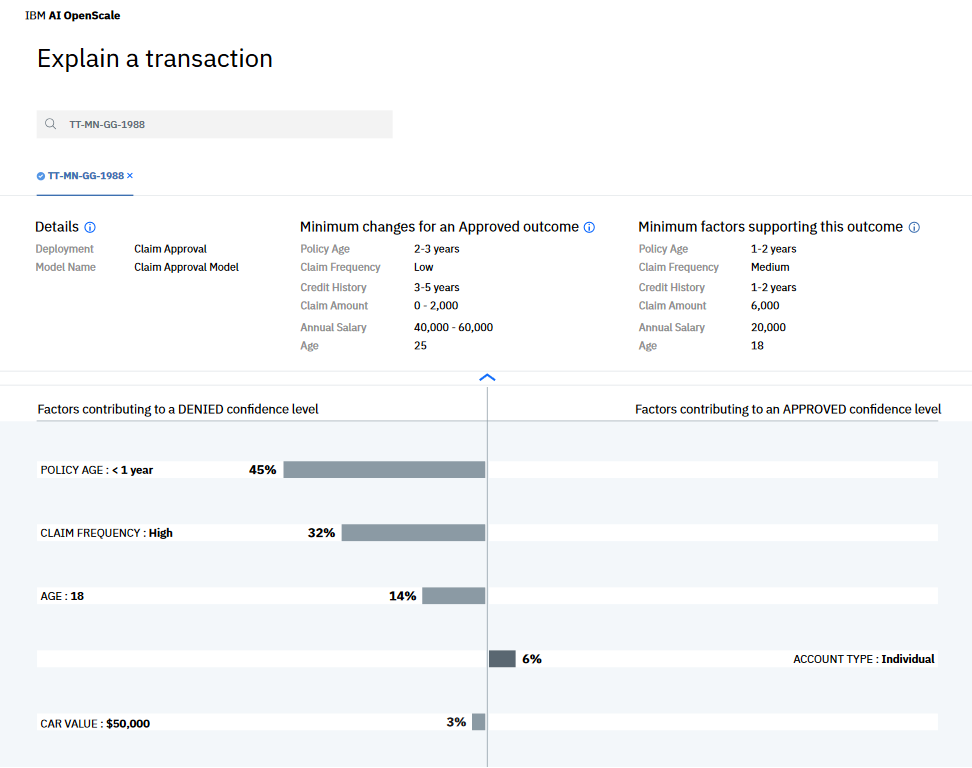 IBM AI OpenScale
Explain a transaction
TT-MN-GG-1988
TT-MN-GG-1988 ×
Details
Deployment Claim Approval
Model Name Claim Approval Model
Minimum changes for an Approved outcome
Policy Age 2-3 years
Claim Frequency Low
Credit History 3-5 years
Claim Amount 0 - 2,000
Annual Salary 40,000 - 60,000
Age 25
Minimum factors supporting this outcome
Policy Age 1-2 years
Claim Frequency Medium
Credit History 1-2 years
Claim Amount 6,000
Annual Salary 20,000
Age 18
Factors contributing to a DENIED confidence level
Factors contributing to an APPROVED confidence level
POLICY AGE : < 1 year 45%
CLAIM FREQUENCY : High 32%
AGE : 18 14%
6% ACCOUNT TYPE : Individual
CAR VALUE : $50,000 3%